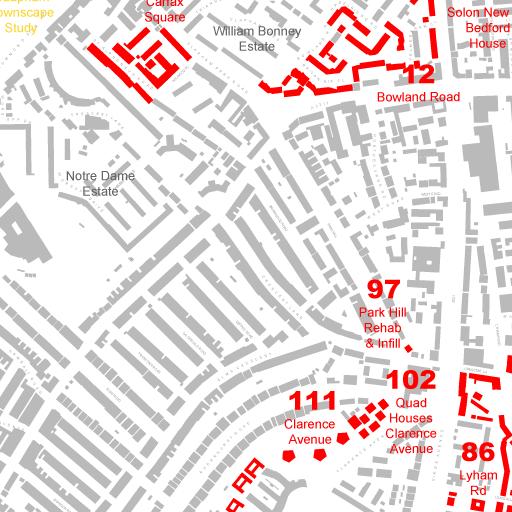 Townscape
Study
Carfax
Square
William Bonney
Estate
Solon New
Bedford
House
12
Bowland Road
Notre Dame
Estate
97
Park Hill
Rehab
& Infill
102
Quad
Houses
Clarence
Avenue
111
Clarence
Avenue
86
Lyham
Rd